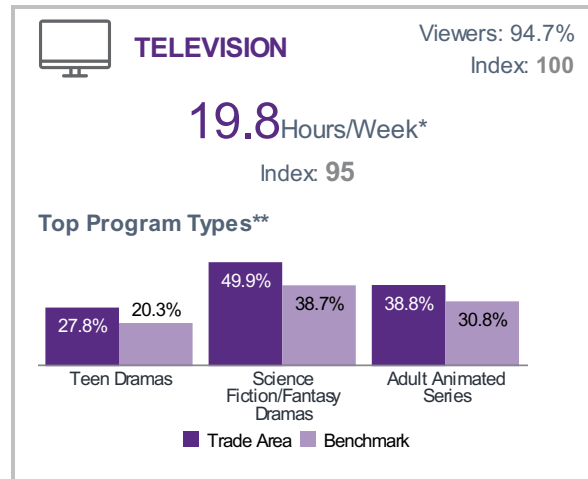 TELEVISION
Viewers: 94.7%
Index: 100
19.8Hours/Week*
Index: 95
Top Program Types**
27.8%
20.3%
49.9%
38.7%
38.8%
30.8%
Teen Dramas
Science
Fiction/Fantasy
Dramas
Adult Animated
Series
Trade Area
Benchmark